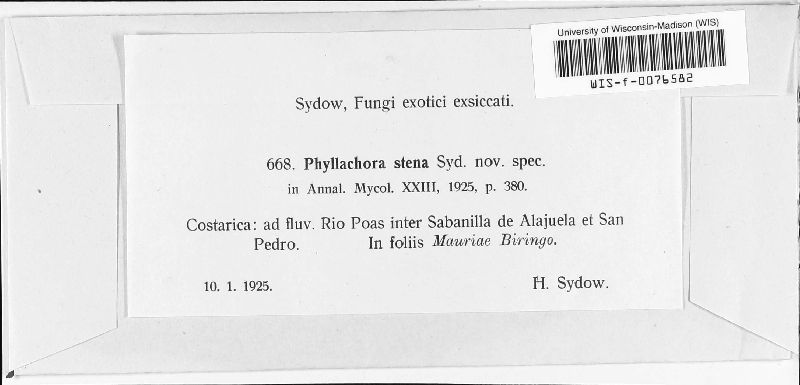 University of Wisconsin-Madison (WIS)
WIS-f-0076582
Sydow, Fungi exotici exsiccati.
668. Phyllachora stena Syd. nov. spec.
in Annal. Mycol. XXIII, 1925, p. 380.
Costarica: ad fluv. Rio Poas inter Sabanilla de Alajuela et San
Pedro. In foliis Mauriae Biringo.
10. 1. 1925. H. Sydow.